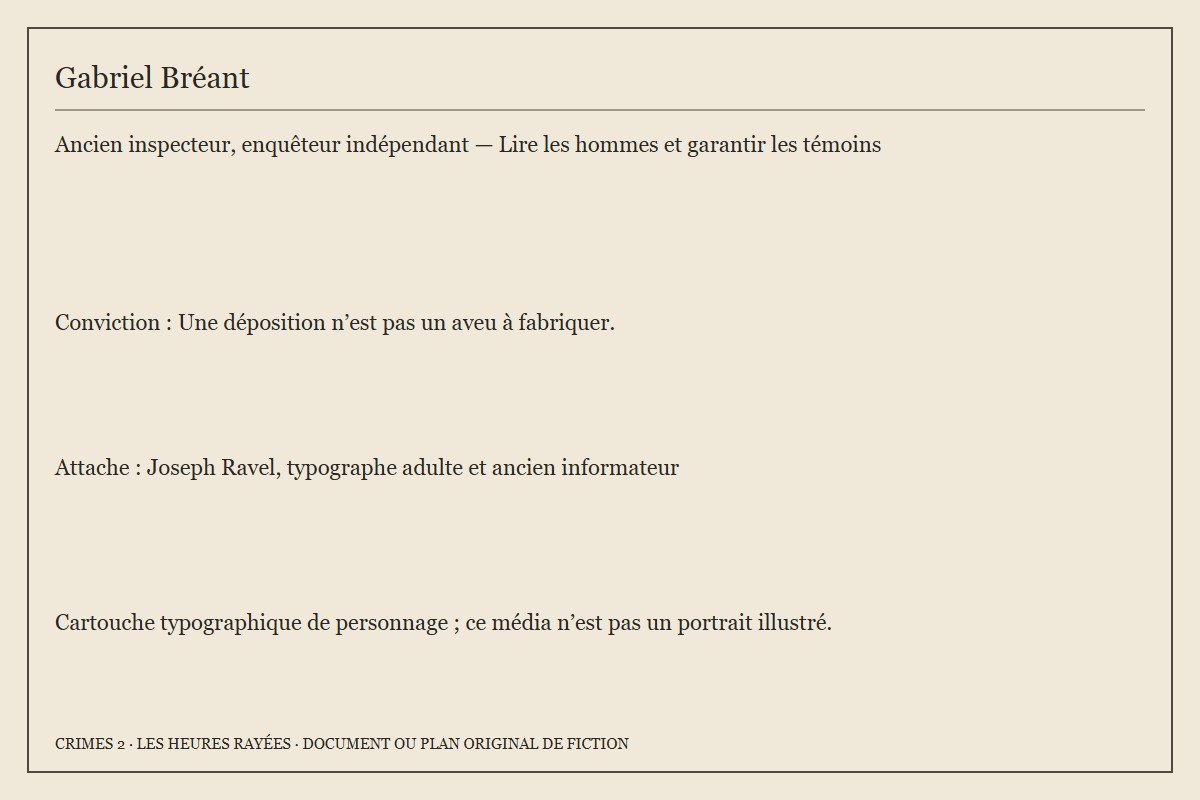 Gabriel Bréant
Ancien inspecteur, enquêteur indépendant — Lire les hommes et garantir les témoins
Conviction : Une déposition n’est pas un aveu à fabriquer.
Attache : Joseph Ravel, typographe adulte et ancien informateur
Cartouche typographique de personnage ; ce média n’est pas un portrait illustré.
CRIMES 2 · LES HEURES RAYÉES · DOCUMENT OU PLAN ORIGINAL DE FICTION